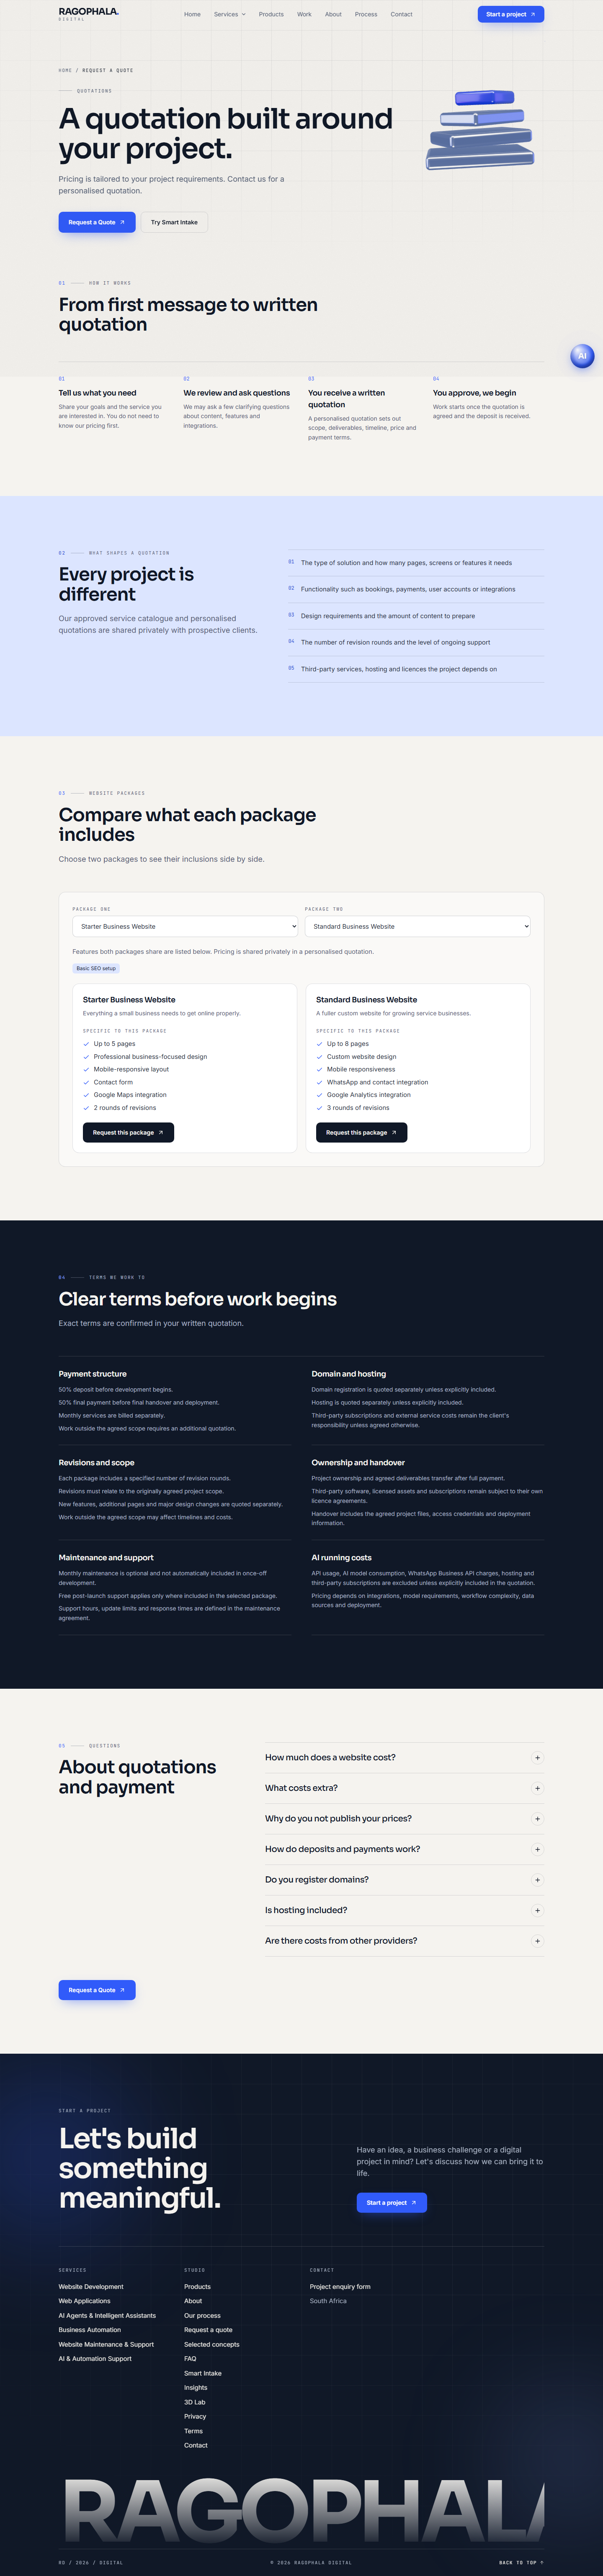 RAGOPHALA.
DIGITAL
Home Services Products Work About Process Contact
Start a project
HOME / REQUEST A QUOTE
QUOTATIONS
A quotation built around
your project.
Pricing is tailored to your project requirements. Contact us for a
personalised quotation.
Request a Quote
Try Smart Intake
AI
01 HOW IT WORKS
From first message to written
quotation
01
Tell us what you need
Share your goals and the service you
are interested in. You do not need to
know our pricing first.
02
We review and ask questions
We may ask a few clarifying questions
about content, features and
integrations.
03
You receive a written
quotation
A personalised quotation sets out
scope, deliverables, timeline, price and
payment terms.
04
You approve, we begin
Work starts once the quotation is
agreed and the deposit is received.
02 WHAT SHAPES A QUOTATION
Every project is
different
Our approved service catalogue and personalised
quotations are shared privately with prospective clients.
01 The type of solution and how many pages, screens or features it needs
02 Functionality such as bookings, payments, user accounts or integrations
03 Design requirements and the amount of content to prepare
04 The number of revision rounds and the level of ongoing support
05 Third-party services, hosting and licences the project depends on
03 WEBSITE PACKAGES
Compare what each package
includes
Choose two packages to see their inclusions side by side.
PACKAGE ONE
Starter Business Website
PACKAGE TWO
Standard Business Website
Features both packages share are listed below. Pricing is shared privately in a personalised quotation.
Basic SEO setup
Starter Business Website
Everything a small business needs to get online properly.
SPECIFIC TO THIS PACKAGE
Up to 5 pages
Professional business-focused design
Mobile-responsive layout
Contact form
Google Maps integration
2 rounds of revisions
Request this package
Standard Business Website
A fuller custom website for growing service businesses.
SPECIFIC TO THIS PACKAGE
Up to 8 pages
Custom website design
Mobile responsiveness
WhatsApp and contact integration
Google Analytics integration
3 rounds of revisions
Request this package
04 TERMS WE WORK TO
Clear terms before work begins
Exact terms are confirmed in your written quotation.
Payment structure
50% deposit before development begins.
50% final payment before final handover and deployment.
Monthly services are billed separately.
Work outside the agreed scope requires an additional quotation.
Domain and hosting
Domain registration is quoted separately unless explicitly included.
Hosting is quoted separately unless explicitly included.
Third-party subscriptions and external service costs remain the client's
responsibility unless agreed otherwise.
Revisions and scope
Each package includes a specified number of revision rounds.
Revisions must relate to the originally agreed project scope.
New features, additional pages and major design changes are quoted separately.
Work outside the agreed scope may affect timelines and costs.
Ownership and handover
Project ownership and agreed deliverables transfer after full payment.
Third-party software, licensed assets and subscriptions remain subject to their own
licence agreements.
Handover includes the agreed project files, access credentials and deployment
information.
Maintenance and support
Monthly maintenance is optional and not automatically included in once-off
development.
Free post-launch support applies only where included in the selected package.
Support hours, update limits and response times are defined in the maintenance
agreement.
AI running costs
API usage, AI model consumption, WhatsApp Business API charges, hosting and
third-party subscriptions are excluded unless explicitly included in the quotation.
Pricing depends on integrations, model requirements, workflow complexity, data
sources and deployment.
05 QUESTIONS
About quotations
and payment
How much does a website cost?
What costs extra?
Why do you not publish your prices?
How do deposits and payments work?
Do you register domains?
Is hosting included?
Are there costs from other providers?
Request a Quote
START A PROJECT
Let's build
something
meaningful.
Have an idea, a business challenge or a digital
project in mind? Let's discuss how we can bring it to
life.
Start a project
SERVICES
Website Development
Web Applications
AI Agents & Intelligent Assistants
Business Automation
Website Maintenance & Support
AI & Automation Support
STUDIO
Products
About
Our process
Request a quote
Selected concepts
FAQ
Smart Intake
Insights
3D Lab
Privacy
Terms
Contact
CONTACT
Project enquiry form
South Africa
RAGOPHALA
RD / 2026 / DIGITAL
© 2026 RAGOPHALA DIGITAL
BACK TO TOP ↑